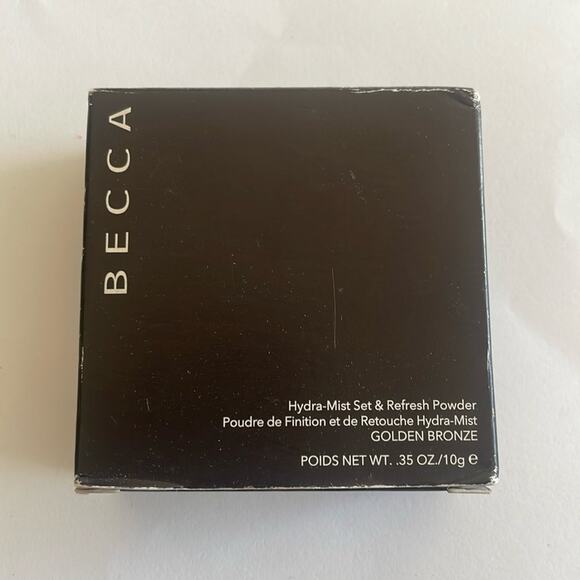 BECCA
Hydra-Mist Set & Refresh Powder
Poudre de Finition et de Retouche Hydra-Mist
GOLDEN BRONZE
POIDS NET WT. .35 OZ./10g ℮